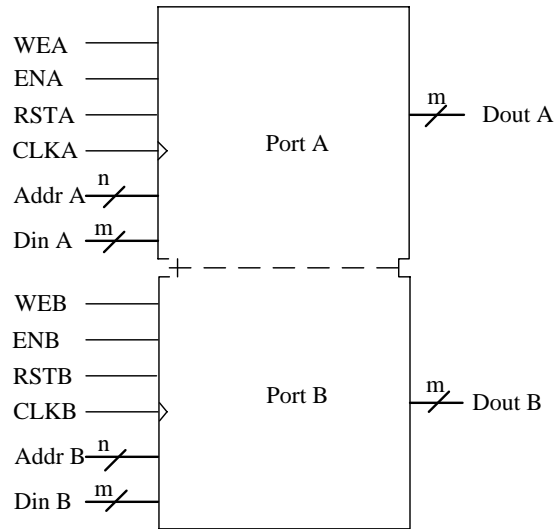 WEA
ENA
RSTA
CLKA
n
Addr A
m
Din A
Port A
m
Dout A
WEB
ENB
RSTB
CLKB
n
Addr B
m
Din B
Port B
m
Dout B